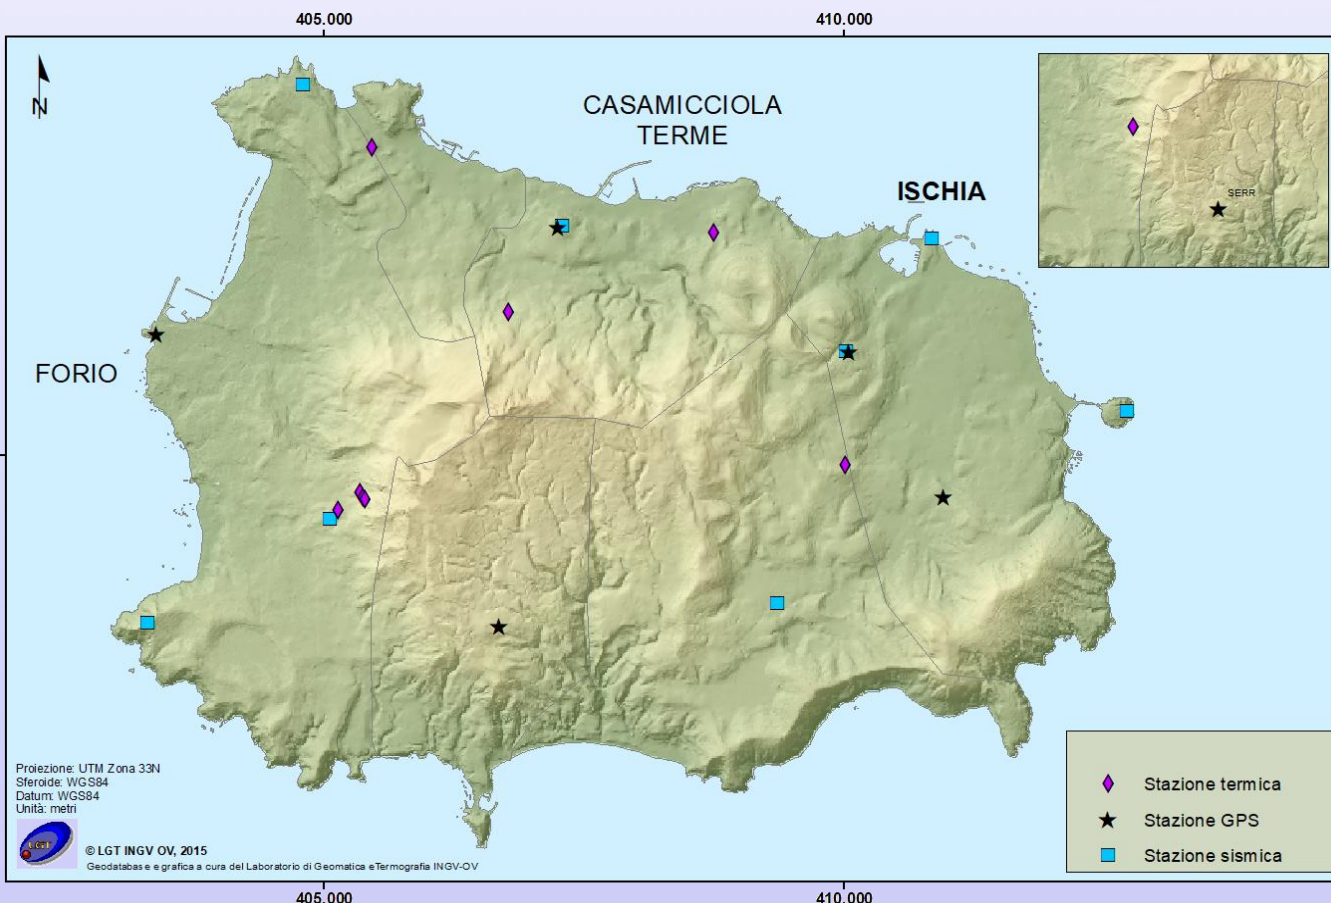 405.000
410.000
N
CASAMICCIOLA
TERME
ISCHIA
SERR
FORIO
Proiezione: UTM Zona 33N
Sferoide: WGS84
Datum: WGS84
Unità: metri
LGT
© LGT INGV OV, 2015
Geodatabase e grafica a cura del Laboratorio di Geomatica e Termografia INGV-OV
Stazione termica
Stazione GPS
Stazione sismica
405.000
410.000